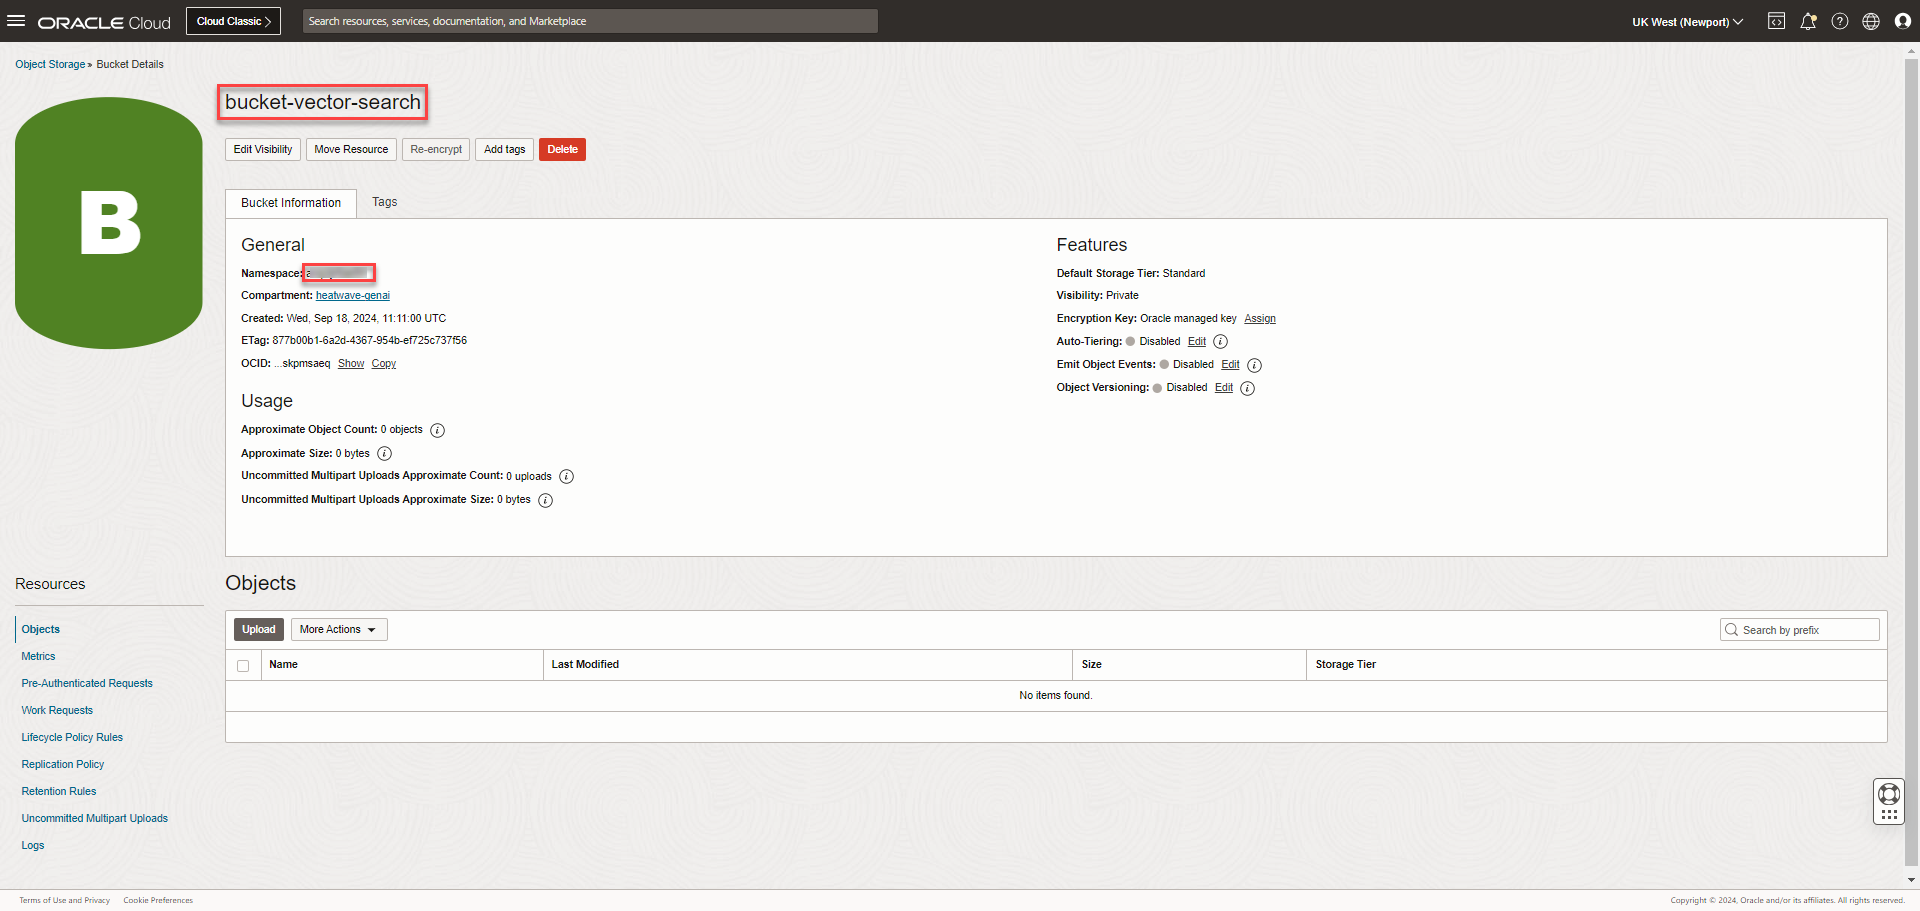 ORACLE Cloud
Cloud Classic
Search resources, services, documentation, and Marketplace
UK West (Newport)
Object Storage » Bucket Details
B
bucket-vector-search
Edit Visibility
Move Resource
Re-encrypt
Add tags
Delete
Bucket Information
Tags
General
Namespace:
Compartment: heatwave-genai
Created: Wed, Sep 18, 2024, 11:11:00 UTC
ETag: 877b00b1-6a2d-4367-954b-ef725c737f56
OCID: ...skpmsaeq Show Copy
Usage
Approximate Object Count: 0 objects
Approximate Size: 0 bytes
Uncommitted Multipart Uploads Approximate Count: 0 uploads
Uncommitted Multipart Uploads Approximate Size: 0 bytes
Features
Default Storage Tier: Standard
Visibility: Private
Encryption Key: Oracle managed key Assign
Auto-Tiering: Disabled Edit
Emit Object Events: Disabled Edit
Object Versioning: Disabled Edit
Resources
Objects
Metrics
Pre-Authenticated Requests
Work Requests
Lifecycle Policy Rules
Replication Policy
Retention Rules
Uncommitted Multipart Uploads
Logs
Objects
Upload
More Actions
Search by prefix
Name
Last Modified
Size
Storage Tier
No items found.
Terms of Use and Privacy
Cookie Preferences
Copyright © 2024, Oracle and/or its affiliates. All rights reserved.